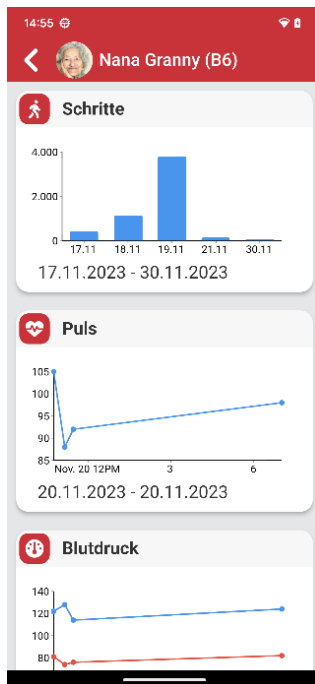 14:55
Nana Granny (B6)
Schritte
4.000
2.000
0
17.11 18.11 19.11 21.11 30.11
17.11.2023 - 30.11.2023
Puls
105
100
95
90
85
Nov. 20 12PM 3 6
20.11.2023 - 20.11.2023
Blutdruck
140
120
100
80